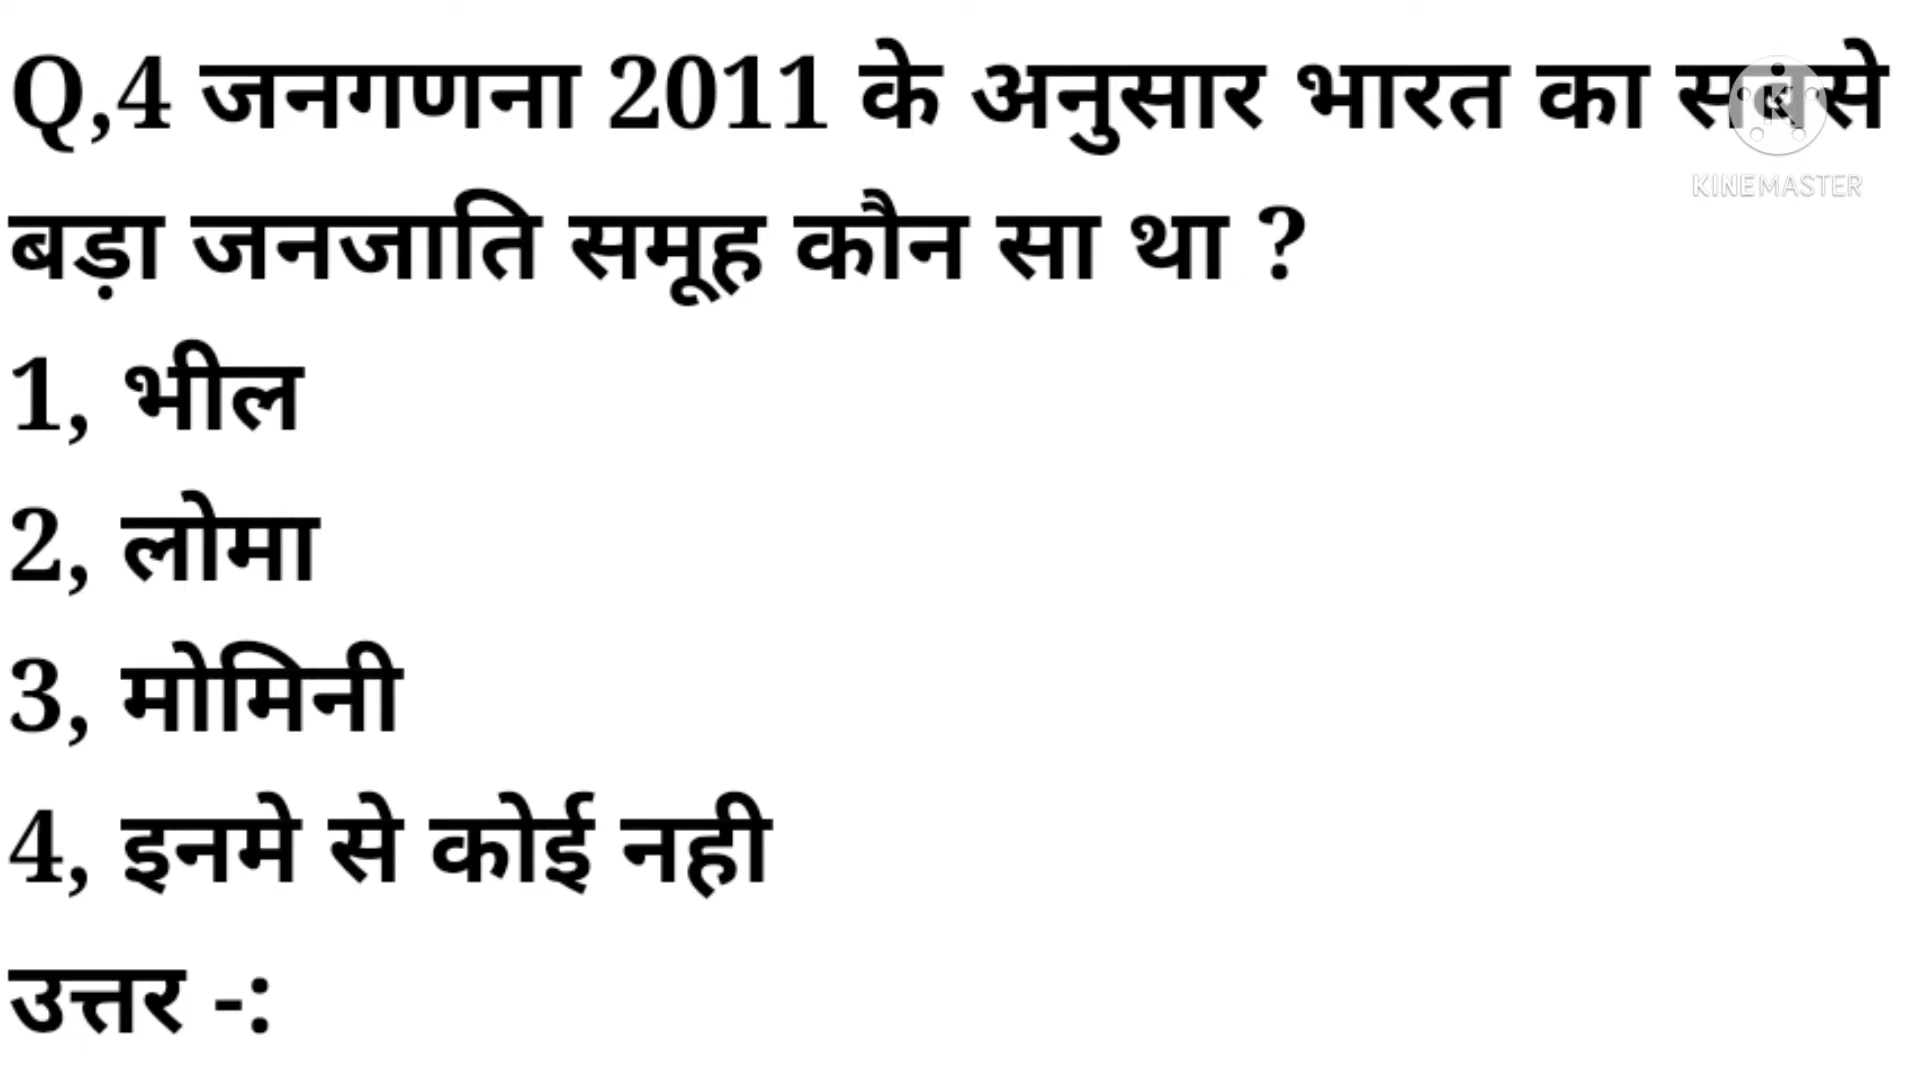 Q,4 जनगणना 2011 के अनुसार भारत का सबसे
बड़ा जनजाति समूह कौन सा था ?
1, भील
2, लोमा
3, मोमिनी
4, इनमे से कोई नही
उत्तर -:
K
KINEMASTER